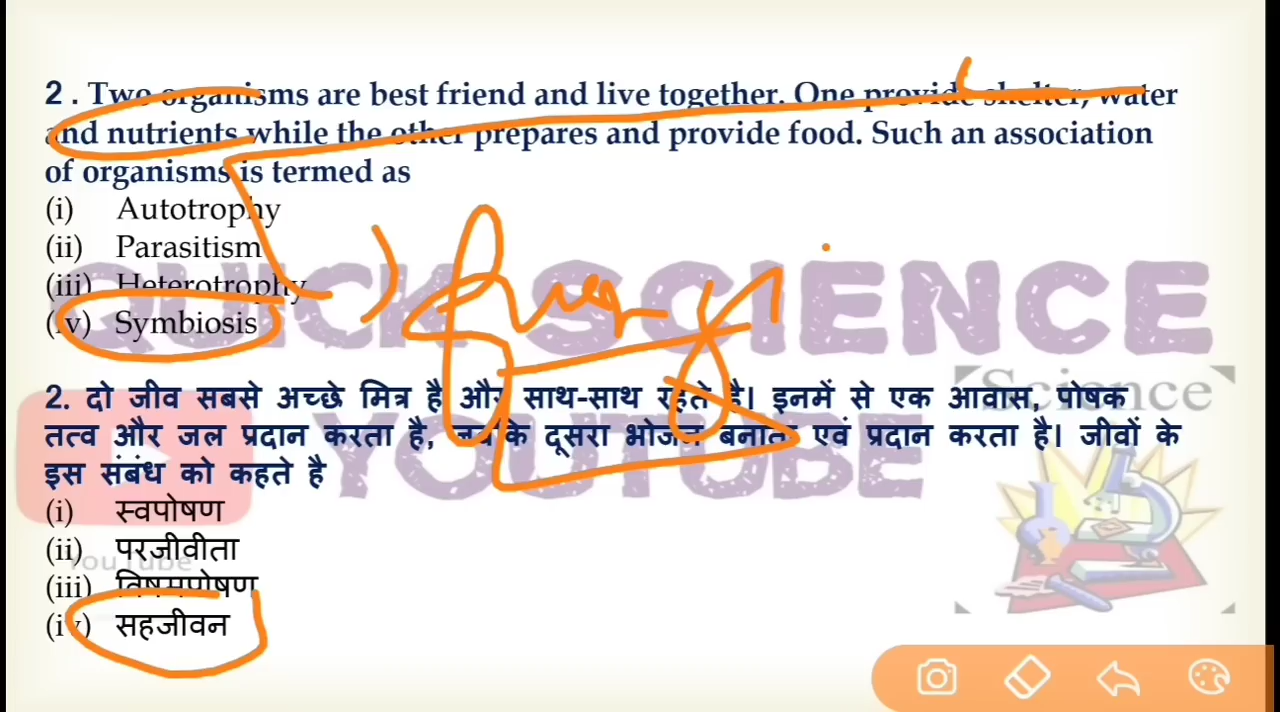 2 . Two organisms are best friend and live together. One provide shelter, water
and nutrients while the other prepares and provide food. Such an association
of organisms is termed as
(i) Autotrophy
(ii) Parasitism
(iii) Heterotrophy
(iv) Symbiosis
QUICK SCIENCE
2. दो जीव सबसे अच्छे मित्र है और साथ-साथ रहते है। इनमें से एक आवास, पोषक
Science
तत्व और जल प्रदान करता है, जबकि दूसरा भोजन बनाता एवं प्रदान करता है। जीवों के
इस संबंध को कहते है
YOUTUBE
(i) स्वपोषण
(ii) परजीवीता
YouTube
(iii) विषमपोषण
(iv) सहजीवन